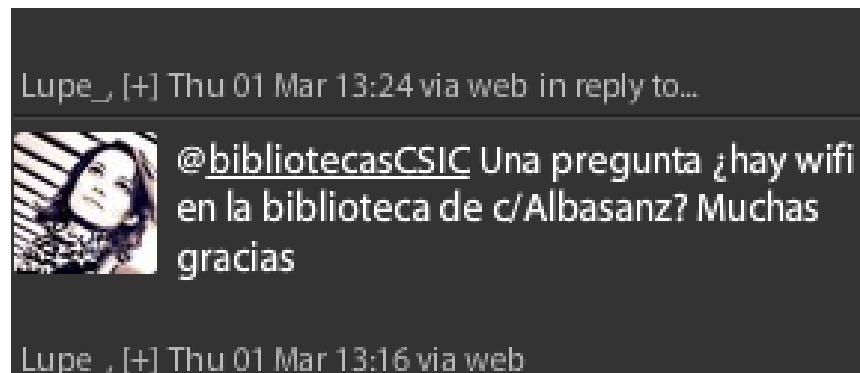 Lupe_, [+] Thu 01 Mar 13:24 via web in reply to...
@bibliotecasCSIC Una pregunta ¿hay wifi
en la biblioteca de c/Albasanz? Muchas
gracias
Lupe_, [+] Thu 01 Mar 13:16 via web